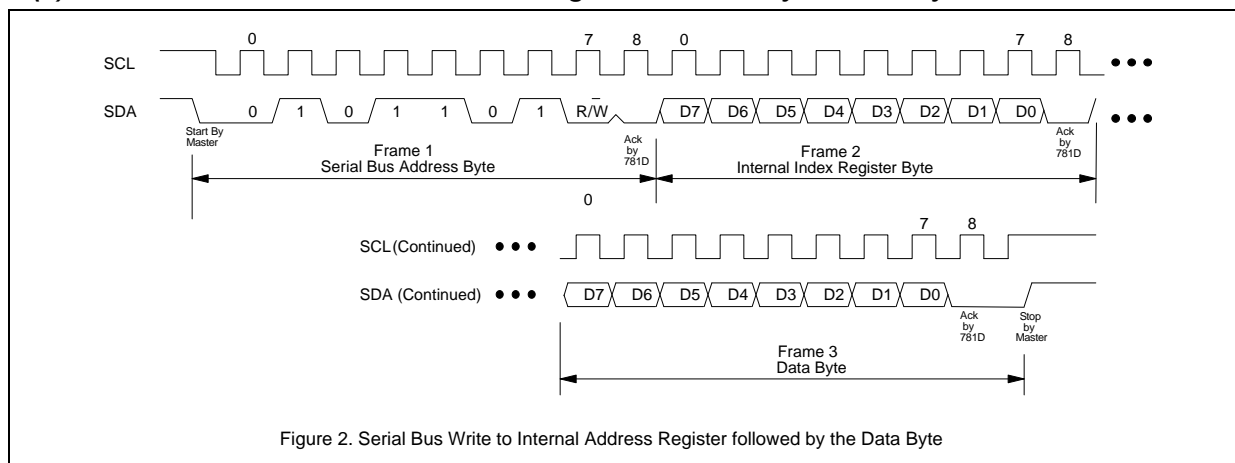 0 7 8 0 7 8
SCL
SDA 0 1 0 1 1 0 1 R/W D7 D6 D5 D4 D3 D2 D1 D0
Start By
Master
Ack
by
781D
Ack
by
781D
Frame 1
Serial Bus Address Byte
Frame 2
Internal Index Register Byte
0
7 8
SCL(Continued)
SDA (Continued) D7 D6 D5 D4 D3 D2 D1 D0
Ack
by
781D
Stop
by
Master
Frame 3
Data Byte
Figure 2. Serial Bus Write to Internal Address Register followed by the Data Byte